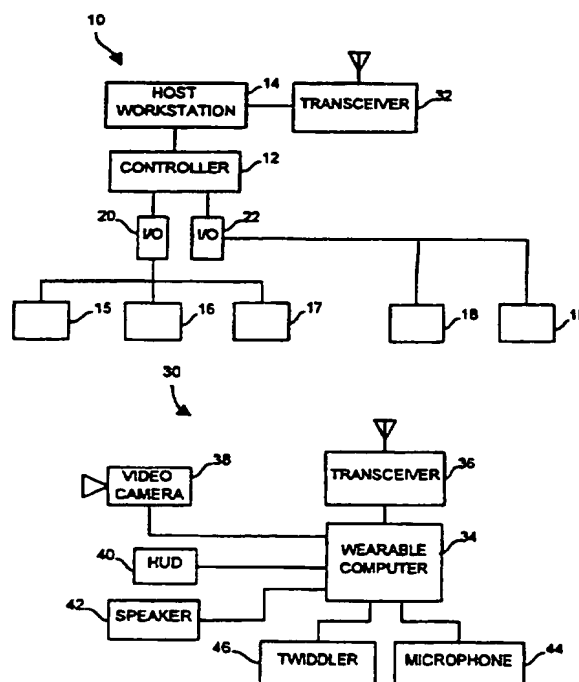 10
HOST
WORKSTATION
14
TRANSCEIVER
32
CONTROLLER
12
20
I/O
I/O
22
15
16
17
18
30
VIDEO
CAMERA
38
TRANSCEIVER
36
40
HUD
WEARABLE
COMPUTER
34
42
SPEAKER
46
TWIDDLER
MICROPHONE
44